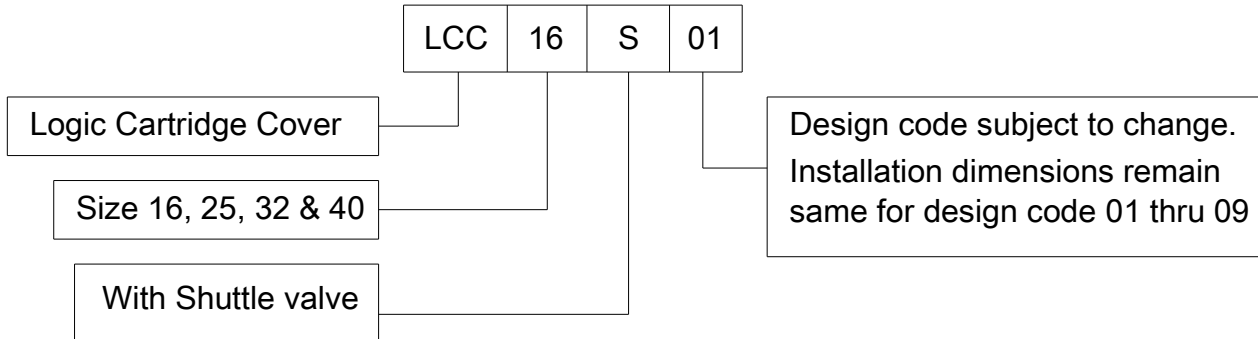 LCC 16 S 01
Logic Cartridge Cover
Size 16, 25, 32 & 40
With Shuttle valve
Design code subject to change.
Installation dimensions remain
same for design code 01 thru 09